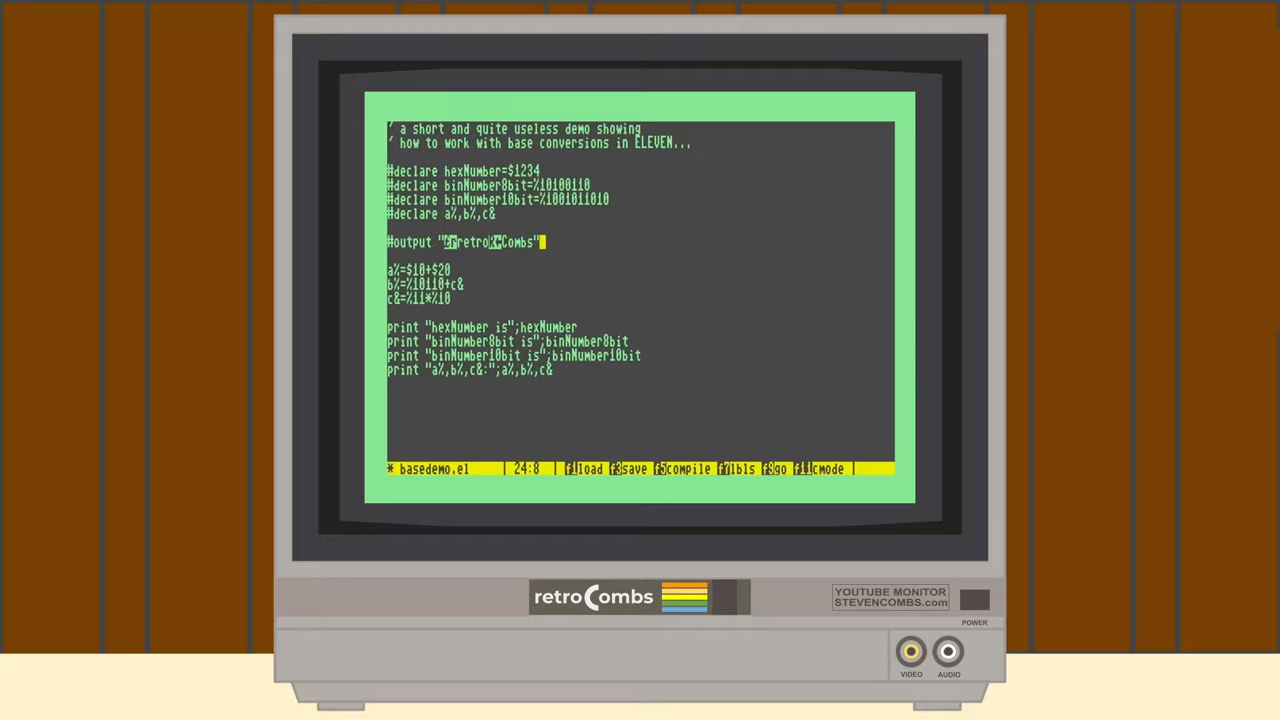 ' a short and quite useless demo showing
' how to work with base conversions in ELEVEN...
#declare hexNumber=$1234
#declare binNumber8bit=%10100110
#declare binNumber10bit=%1001011010
#declare a%,b%,c&
#output "retroCombs"
a%=$10+$20
b%=%10110+c&
c&=%11*%10
print "hexNumber is";hexNumber
print "binNumber8bit is";binNumber8bit
print "binNumber10bit is";binNumber10bit
print "a%,b%,c&:";a%,b%,c&
* basedemo.el | 24:8 | f1load f3save f5compile f7lbls f9go f11cmode |
retroCombs
YOUTUBE MONITOR
STEVENCOMBS.com
POWER
VIDEO AUDIO